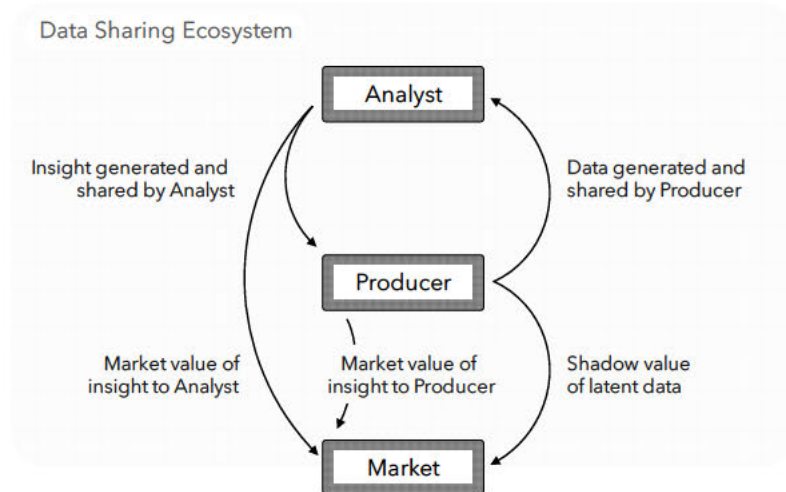 Data Sharing Ecosystem
Analyst
Insight generated and
shared by Analyst
Data generated and
shared by Producer
Producer
Market value of
insight to Analyst
Market value of
insight to Producer
Shadow value
of latent data
Market